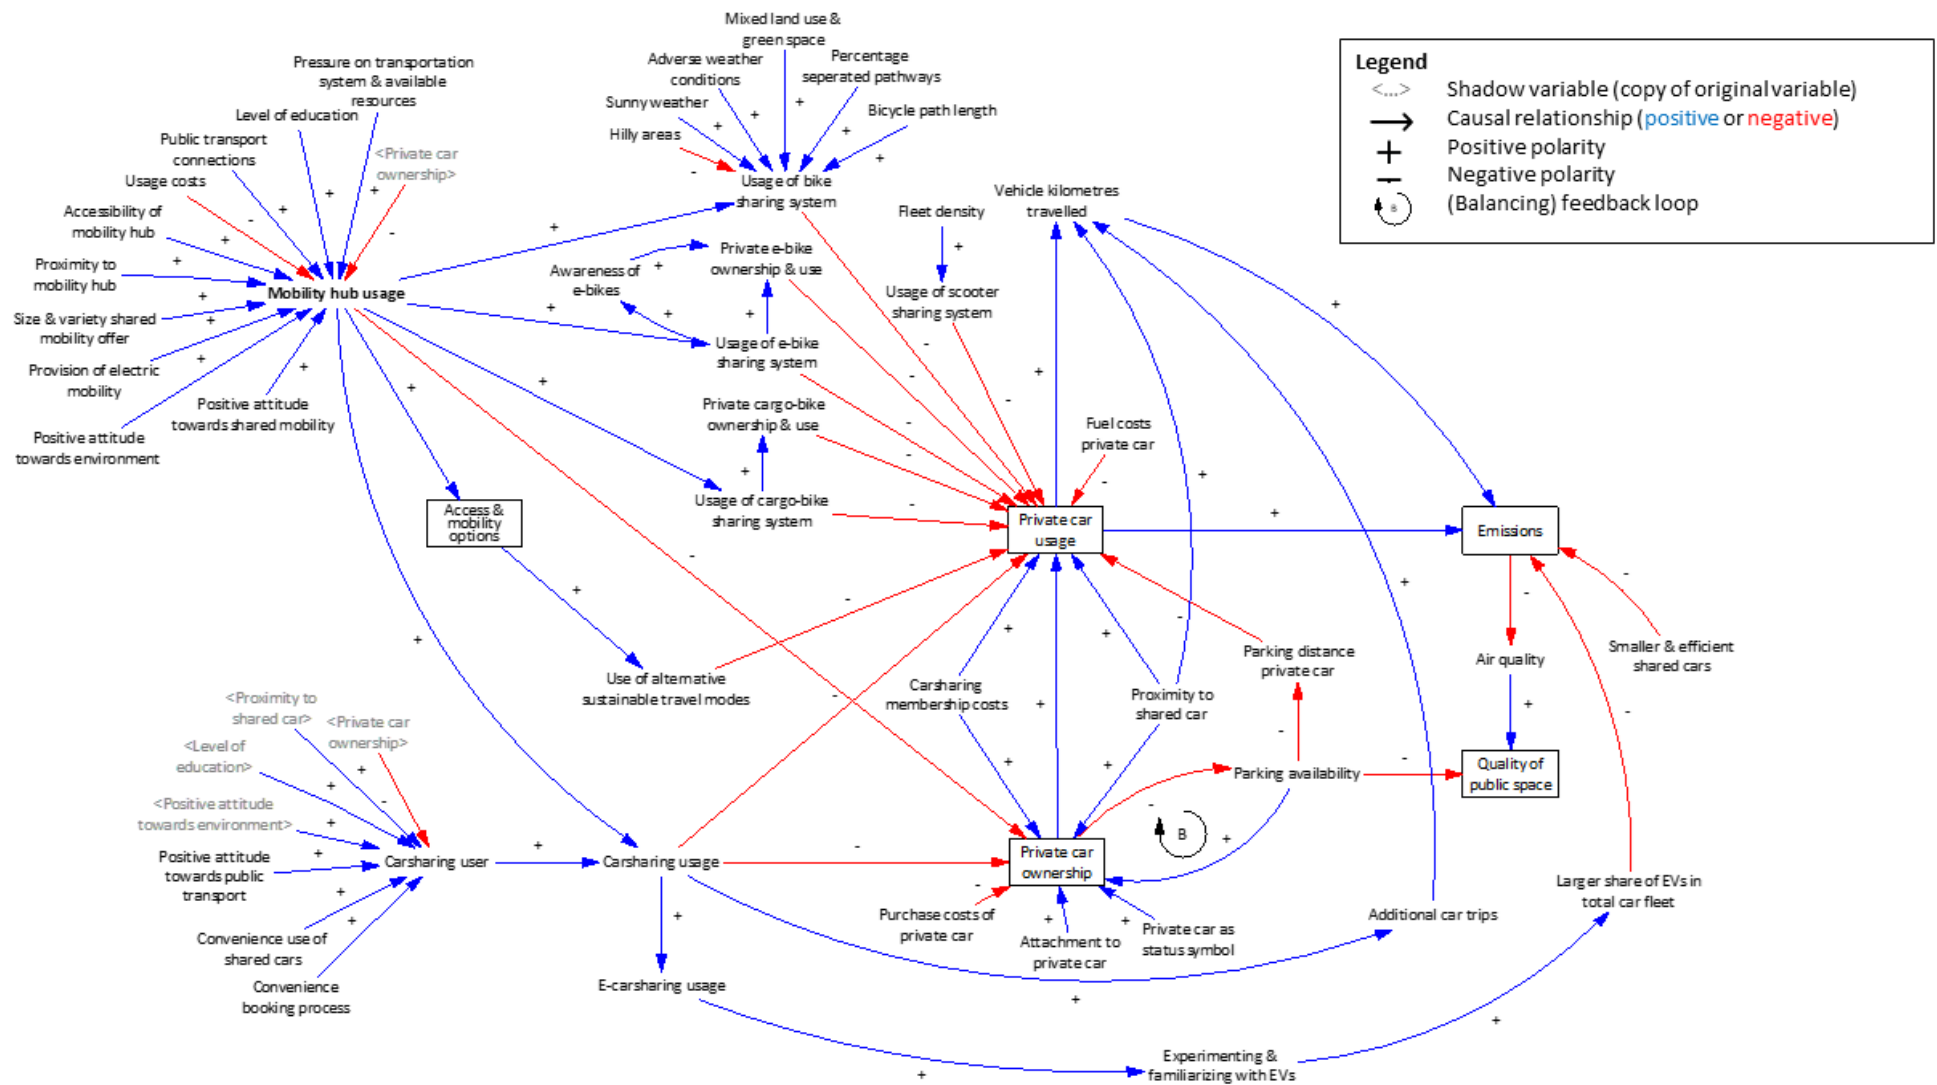 Mixed land use &
green space
Adverse weather
conditions
Percentage
seperated pathways
Sunny weather
Bicycle path length
Hilly areas
Pressure on transportation
system & available
resources
Level of education
Public transport
connections
<Private car
ownership>
Usage costs
Accessibility of
mobility hub
Proximity to
mobility hub
Mobility hub usage
Size & variety shared
mobility offer
Provision of electric
mobility
Positive attitude
towards shared mobility
Positive attitude
towards environment
Usage of bike
sharing system
Vehicle kilometres
travelled
Fleet density
Private e-bike
ownership & use
Awareness of
e-bikes
Usage of scooter
sharing system
Usage of e-bike
sharing system
Private cargo-bike
ownership & use
Fuel costs
private car
Usage of cargo-bike
sharing system
Access &
mobility
options
Private car
usage
Emissions
Use of alternative
sustainable travel modes
Carsharing
membership costs
Proximity to
shared car
Parking distance
private car
Air quality
Smaller & efficient
shared cars
Parking availability
Quality of
public space
<Proximity to
shared car>
<Private car
ownership>
<Level of
education>
<Positive attitude
towards environment>
Positive attitude
towards public
transport
Carsharing user
Carsharing usage
Private car
ownership
B
Convenience use of
shared cars
Convenience
booking process
Purchase costs of
private car
Attachment to
private car
Private car as
status symbol
Additional car trips
Larger share of EVs in
total car fleet
E-carsharing usage
Experimenting &
familiarizing with EVs
Legend
<...> Shadow variable (copy of original variable)
Causal relationship (positive or negative)
+ Positive polarity
- Negative polarity
B (Balancing) feedback loop